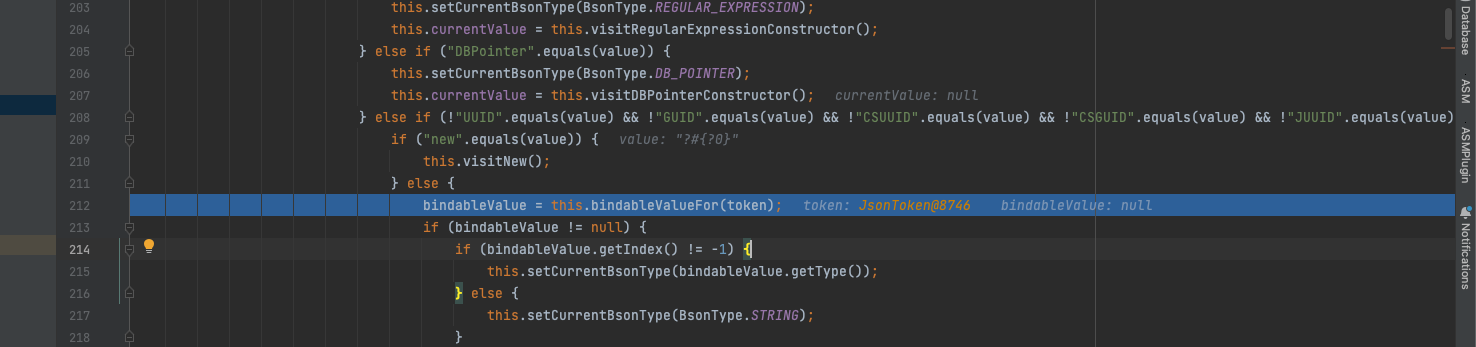 203 this.setCurrentBsonType(BsonType.REGULAR_EXPRESSION);
204 this.currentValue = this.visitRegularExpressionConstructor();
205 } else if ("DBPointer".equals(value)) {
206 this.setCurrentBsonType(BsonType.DB_POINTER);
207 this.currentValue = this.visitDBPointerConstructor(); currentValue: null
208 } else if (!"UUID".equals(value) && !"GUID".equals(value) && !"CSUUID".equals(value) && !"CSGUID".equals(value) && !"JUUID".equals(value)
209 if ("new".equals(value)) { value: "?#{?0}"
210 this.visitNew();
211 } else {
212 bindableValue = this.bindableValueFor(token); token: JsonToken@8746 bindableValue: null
213 if (bindableValue != null) {
214 if (bindableValue.getIndex() != -1) {
215 this.setCurrentBsonType(bindableValue.getType());
216 } else {
217 this.setCurrentBsonType(BsonType.STRING);
218 }
Database
ASM
ASMPlugin
Notifications